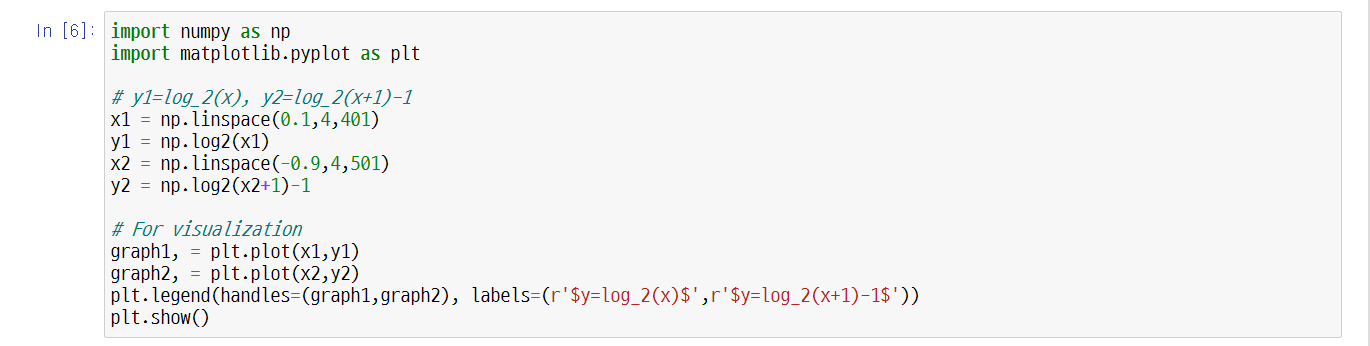 In [6]:
import numpy as np
import matplotlib.pyplot as plt
# y1=log_2(x), y2=log_2(x+1)-1
x1 = np.linspace(0.1,4,401)
y1 = np.log2(x1)
x2 = np.linspace(-0.9,4,501)
y2 = np.log2(x2+1)-1
# For visualization
graph1, = plt.plot(x1,y1)
graph2, = plt.plot(x2,y2)
plt.legend(handles=(graph1,graph2), labels=(r'$y=log_2(x)$',r'$y=log_2(x+1)-1$'))
plt.show()